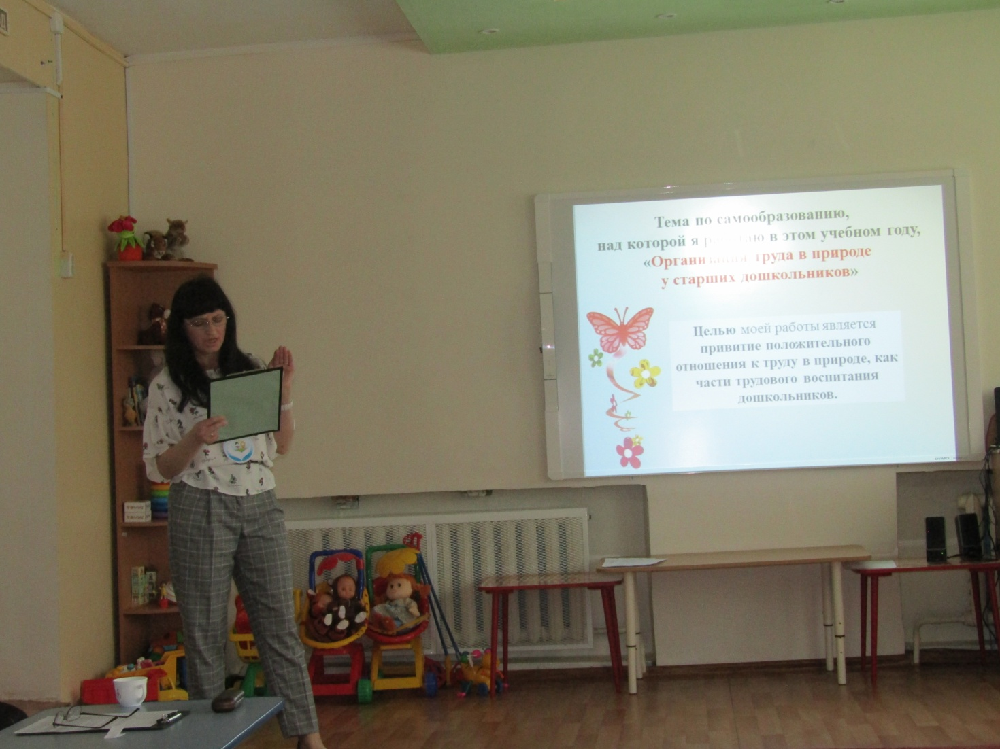 Тема по самообразованию,
над которой я в этом учебном году,
«Организация труда в природе
у старших дошкольников»
Целью моей работы является
привитие положительного
отношения к труду в природе, как
части трудового воспитания
дошкольников.